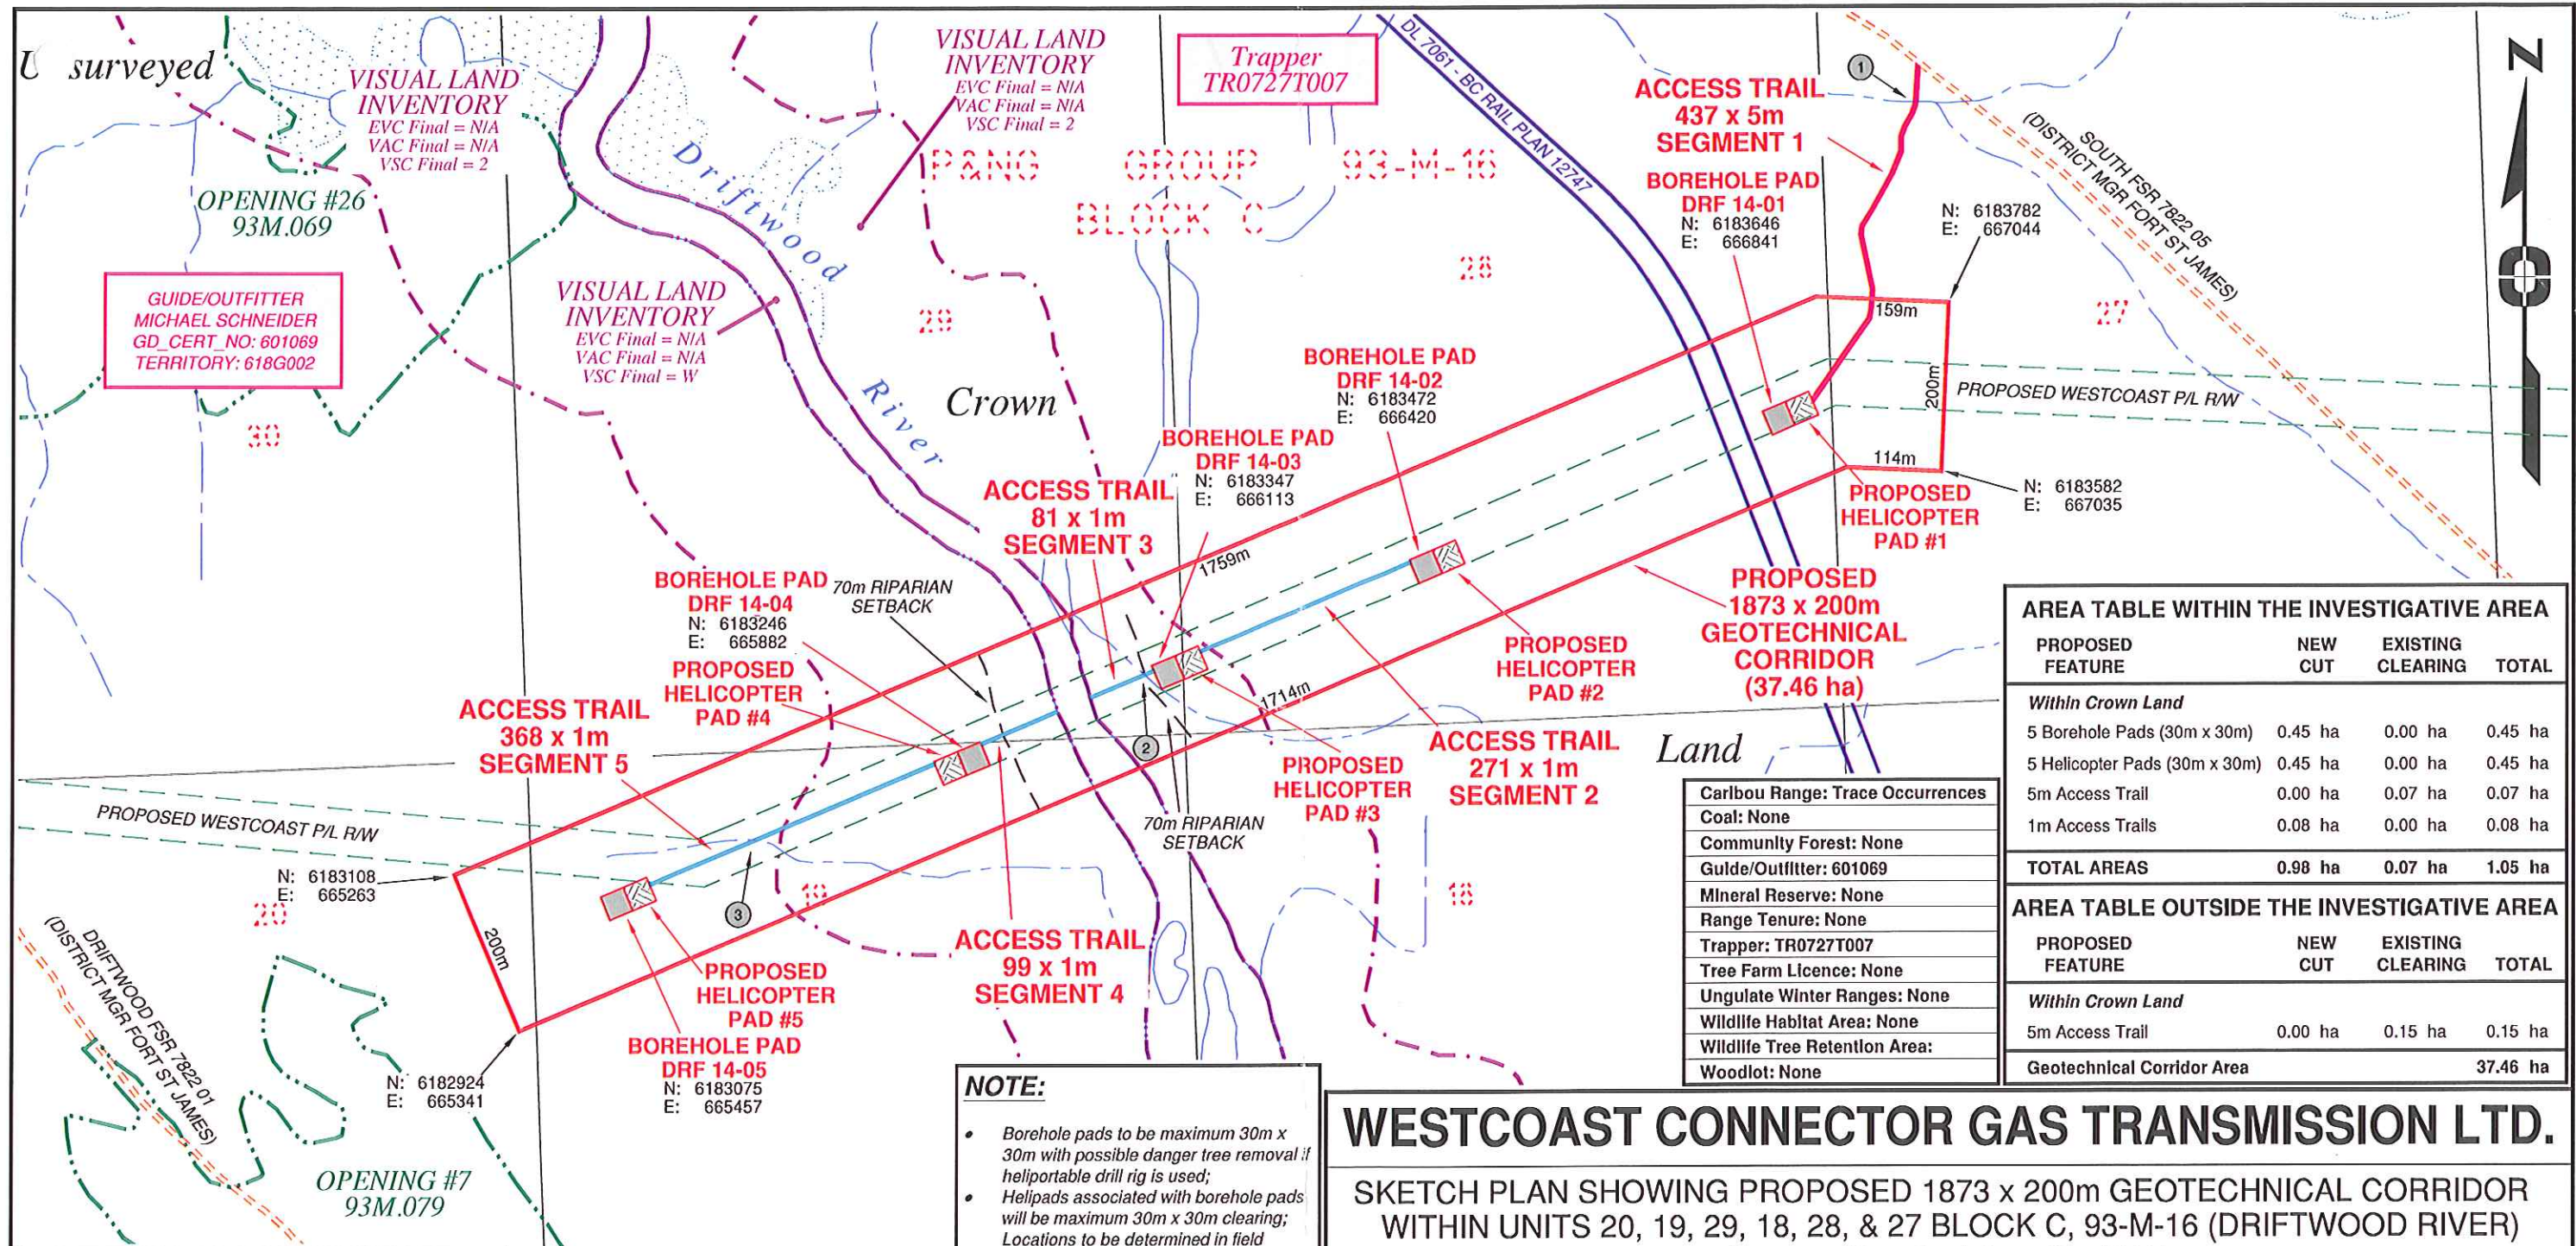 U surveyed
VISUAL LAND
INVENTORY
EVC Final = N/A
VAC Final = N/A
VSC Final = 2
OPENING #26
93M.069
GUIDE/OUTFITTER
MICHAEL SCHNEIDER
GD_CERT_NO: 601069
TERRITORY: 618G002
30
VISUAL LAND
INVENTORY
EVC Final = N/A
VAC Final = N/A
VSC Final = 2
Trapper
TR0727T007
P&NG GROUP 93-M-16
BLOCK C
Driftwood
River
VISUAL LAND
INVENTORY
EVC Final = N/A
VAC Final = N/A
VSC Final = W
29
28
27
Crown
DL 7061 - BC RAIL PLAN 12747
1
ACCESS TRAIL
437 x 5m
SEGMENT 1
BOREHOLE PAD
DRF 14-01
N: 6183646
E: 666841
SOUTH FSR 7822 05
(DISTRICT MGR FORT ST JAMES)
N: 6183782
E: 667044
N
159m
200m
114m
PROPOSED WESTCOAST P/L R/W
N: 6183582
E: 667035
PROPOSED
HELICOPTER
PAD #1
BOREHOLE PAD
DRF 14-02
N: 6183472
E: 666420
BOREHOLE PAD
DRF 14-03
N: 6183347
E: 666113
ACCESS TRAIL
81 x 1m
SEGMENT 3
1759m
BOREHOLE PAD
DRF 14-04
N: 6183246
E: 665882
70m RIPARIAN
SETBACK
PROPOSED
HELICOPTER
PAD #4
PROPOSED
HELICOPTER
PAD #2
PROPOSED
1873 x 200m
GEOTECHNICAL
CORRIDOR
(37.46 ha)
1714m
ACCESS TRAIL
368 x 1m
SEGMENT 5
2
PROPOSED
HELICOPTER
PAD #3
ACCESS TRAIL
271 x 1m
SEGMENT 2
Land
70m RIPARIAN
SETBACK
PROPOSED WESTCOAST P/L R/W
N: 6183108
E: 665263
20
19
18
3
200m
DRIFTWOOD FSR 7822 01
(DISTRICT MGR FORT ST JAMES)
ACCESS TRAIL
99 x 1m
SEGMENT 4
PROPOSED
HELICOPTER
PAD #5
BOREHOLE PAD
DRF 14-05
N: 6183075
E: 665457
N: 6182924
E: 665341
OPENING #7
93M.079
Caribou Range: Trace Occurrences
Coal: None
Community Forest: None
Guide/Outfitter: 601069
Mineral Reserve: None
Range Tenure: None
Trapper: TR0727T007
Tree Farm Licence: None
Ungulate Winter Ranges: None
Wildlife Habitat Area: None
Wildlife Tree Retention Area:
Woodlot: None
AREA TABLE WITHIN THE INVESTIGATIVE AREA
PROPOSED FEATURE NEW CUT EXISTING CLEARING TOTAL
Within Crown Land
5 Borehole Pads (30m x 30m) 0.45 ha 0.00 ha 0.45 ha
5 Helicopter Pads (30m x 30m) 0.45 ha 0.00 ha 0.45 ha
5m Access Trail 0.00 ha 0.07 ha 0.07 ha
1m Access Trails 0.08 ha 0.00 ha 0.08 ha
TOTAL AREAS 0.98 ha 0.07 ha 1.05 ha
AREA TABLE OUTSIDE THE INVESTIGATIVE AREA
PROPOSED FEATURE NEW CUT EXISTING CLEARING TOTAL
Within Crown Land
5m Access Trail 0.00 ha 0.15 ha 0.15 ha
Geotechnical Corridor Area 37.46 ha
NOTE:
• Borehole pads to be maximum 30m x
30m with possible danger tree removal if
heliportable drill rig is used;
• Helipads associated with borehole pads
will be maximum 30m x 30m clearing;
Locations to be determined in field
WESTCOAST CONNECTOR GAS TRANSMISSION LTD.
SKETCH PLAN SHOWING PROPOSED 1873 x 200m GEOTECHNICAL CORRIDOR
WITHIN UNITS 20, 19, 29, 18, 28, & 27 BLOCK C, 93-M-16 (DRIFTWOOD RIVER)